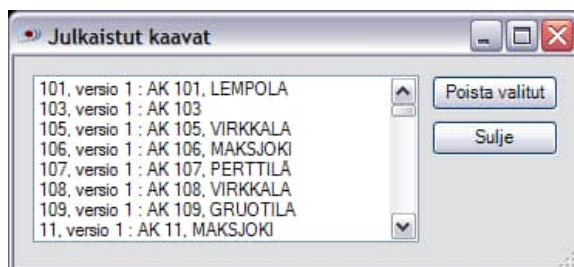 Julkaistut kaavat
101, versio 1 : AK 101, LEMPOLA
103, versio 1 : AK 103
105, versio 1 : AK 105, VIRKKALA
106, versio 1 : AK 106, MAKSJOKI
107, versio 1 : AK 107, PERTTILÄ
108, versio 1 : AK 108, VIRKKALA
109, versio 1 : AK 109, GRUOTILA
11, versio 1 : AK 11, MAKSJOKI
Poista valitut
Sulje